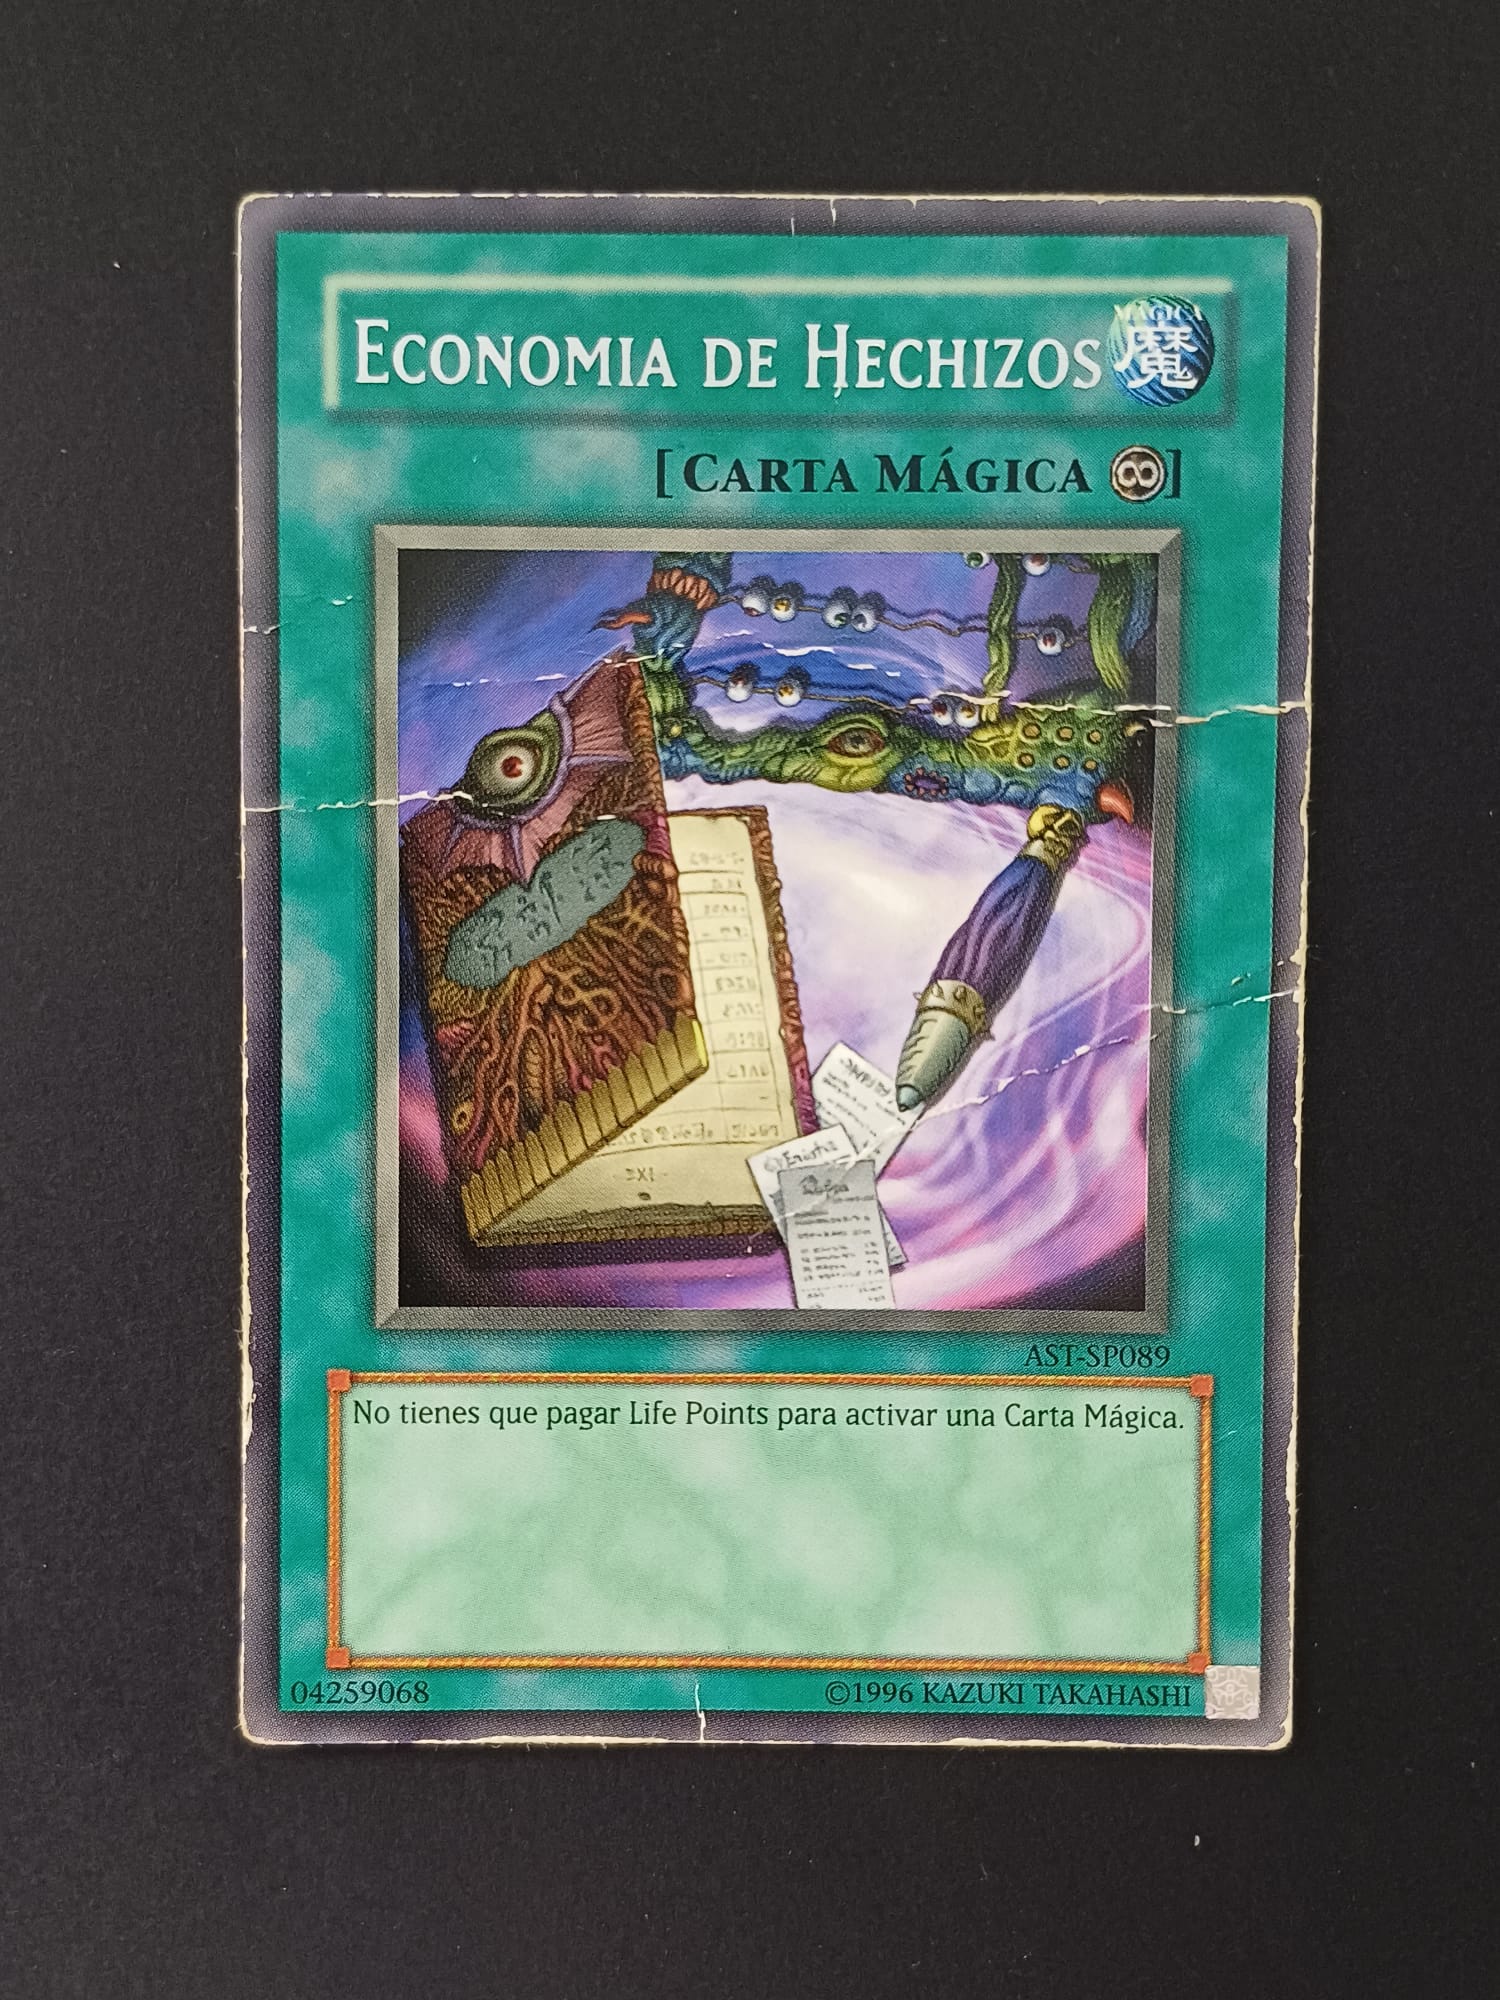 ECONOMIA DE HECHIZOS
MÁGICA
魔
[CARTA MÁGICA]
AST-SP089
No tienes que pagar Life Points para activar una Carta Mágica.
04259068
©1996 KAZUKI TAKAHASHI